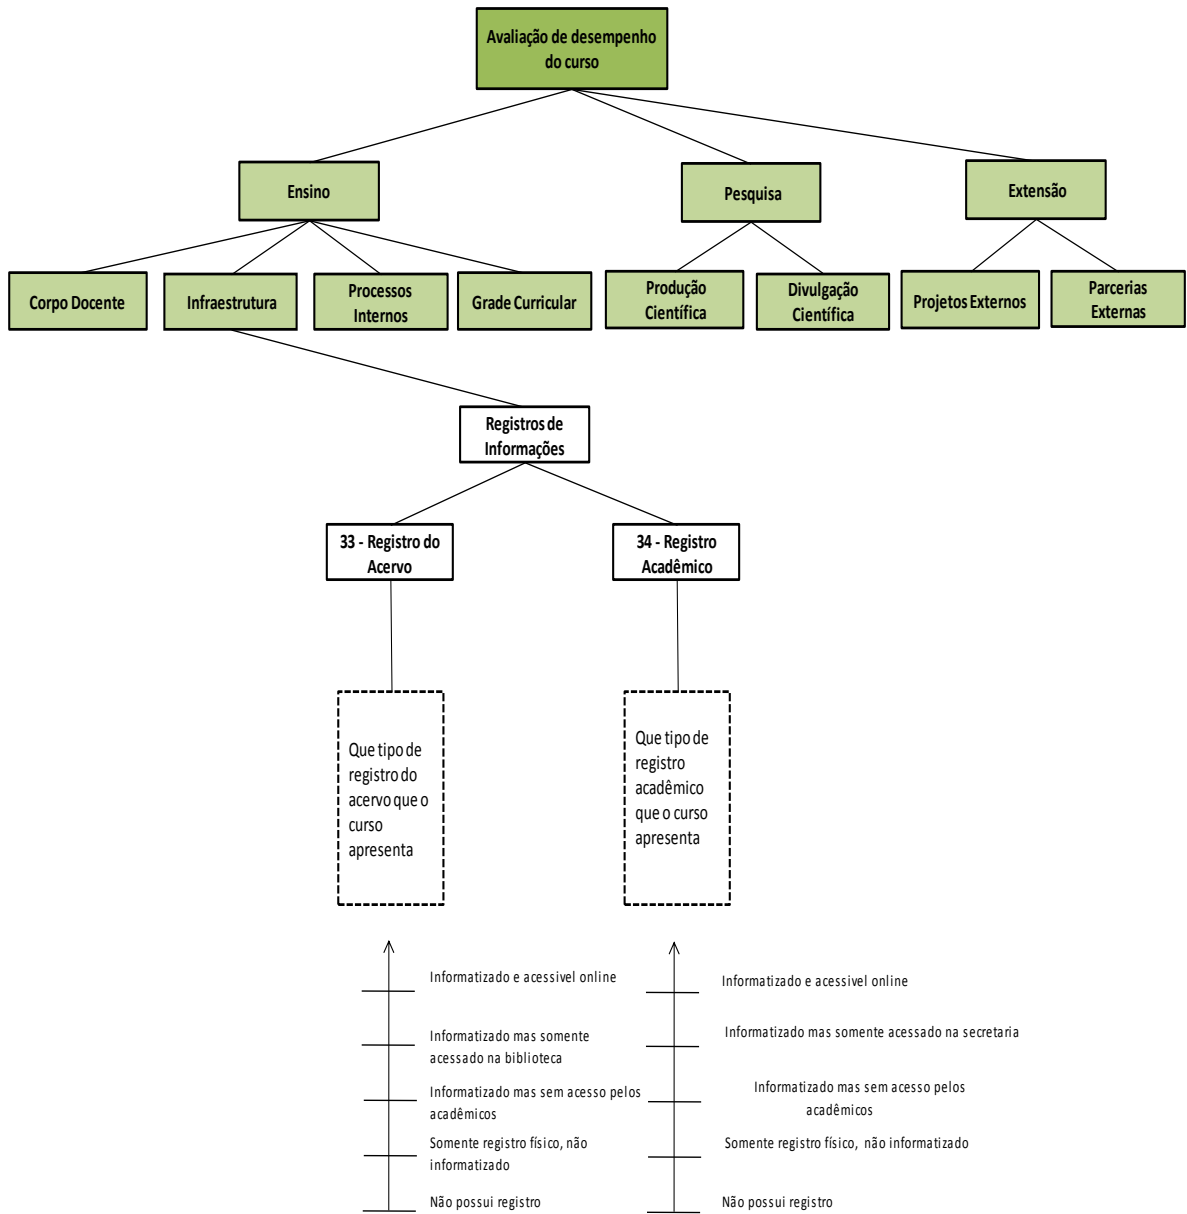 Avaliação de desempenho
do curso
Ensino
Pesquisa
Extensão
Corpo Docente
Infraestrutura
Processos
Internos
Grade Curricular
Produção
Científica
Divulgação
Científica
Projetos Externos
Parcerias
Externas
Registros de
Informações
33 - Registro do
Acervo
34 - Registro
Acadêmico
Que tipo de
registro do
acervo que o
curso
apresenta
Que tipo de
registro
acadêmico
que o curso
apresenta
Informatizado e acessivel online
Informatizado mas somente
acessado na biblioteca
Informatizado mas sem acesso pelos
acadêmicos
Somente registro físico, não
informatizado
Não possui registro
Informatizado e acessivel online
Informatizado mas somente acessado na secretaria
Informatizado mas sem acesso pelos
acadêmicos
Somente registro físico, não informatizado
Não possui registro